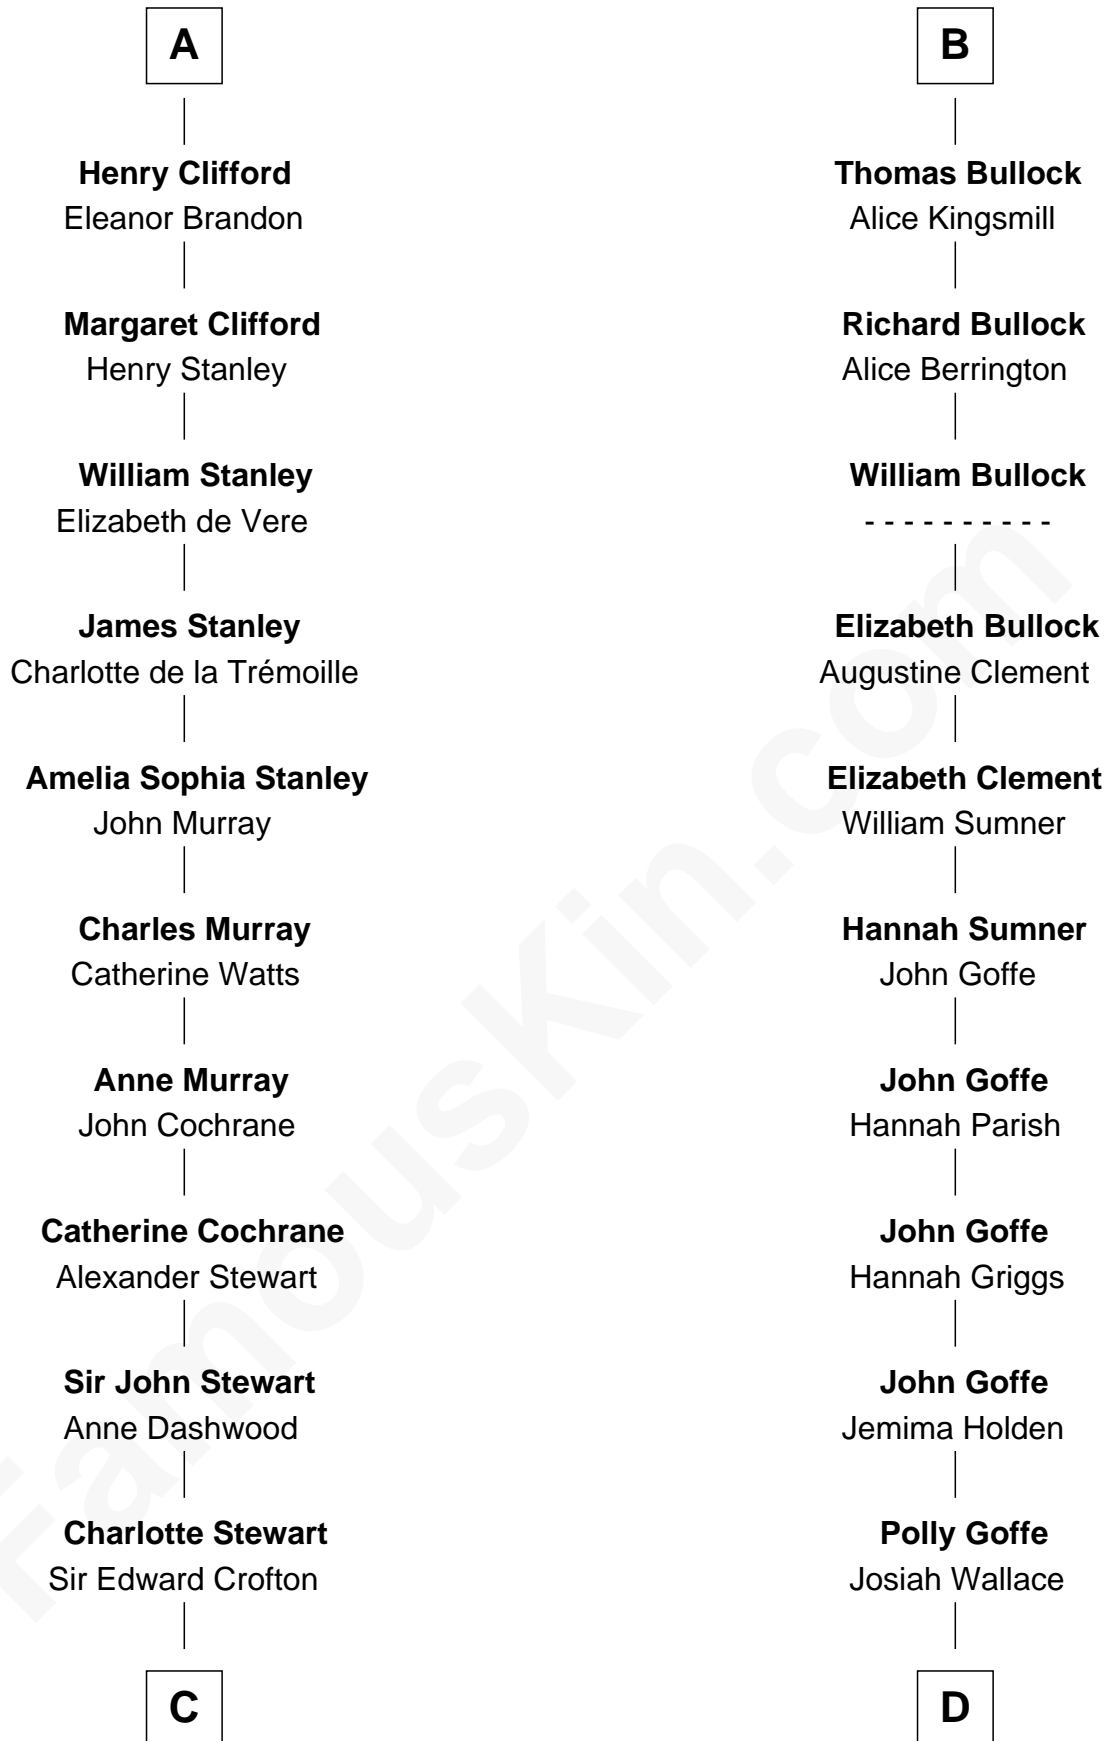 A
Henry Clifford
Eleanor Brandon
Margaret Clifford
Henry Stanley
William Stanley
Elizabeth de Vere
James Stanley
Charlotte de la Trémoille
Amelia Sophia Stanley
John Murray
Charles Murray
Catherine Watts
Anne Murray
John Cochrane
Catherine Cochrane
Alexander Stewart
Sir John Stewart
Anne Dashwood
Charlotte Stewart
Sir Edward Crofton
C
B
Thomas Bullock
Alice Kingsmill
Richard Bullock
Alice Berrington
William Bullock
- - - - - - - - - -
Elizabeth Bullock
Augustine Clement
Elizabeth Clement
William Sumner
Hannah Sumner
John Goffe
John Goffe
Hannah Parish
John Goffe
Hannah Griggs
John Goffe
Jemima Holden
Polly Goffe
Josiah Wallace
D
FamousKin.com